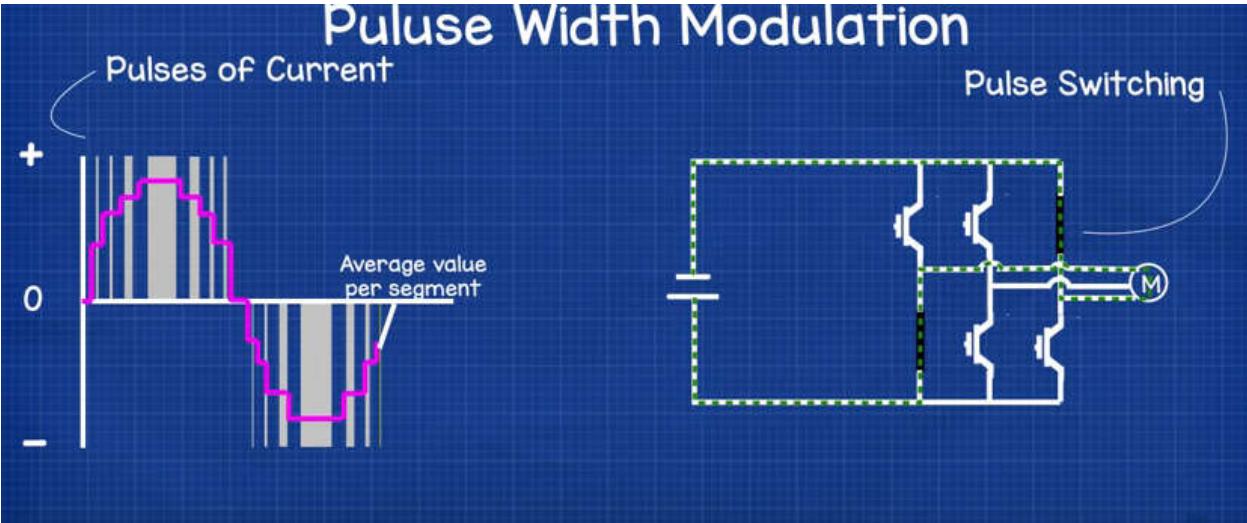 Puluse Width Modulation
Pulses of Current
Pulse Switching
+
Average value
per segment
0
M
−